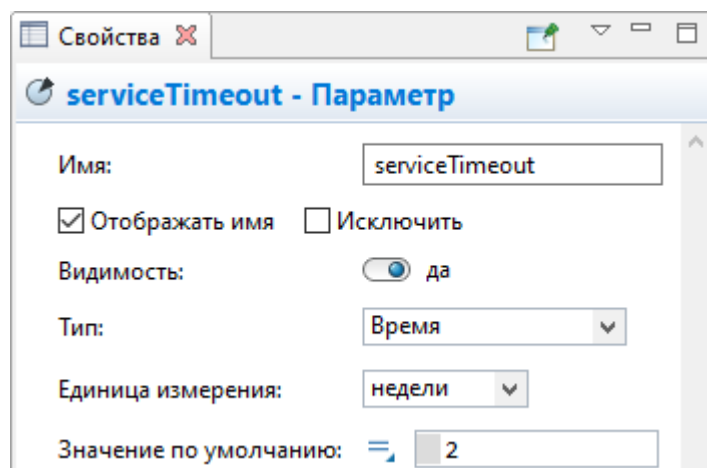 Свойства
serviceTimeout - Параметр
Имя: serviceTimeout
Отображать имя Исключить
Видимость: да
Тип: Время
Единица измерения: недели
Значение по умолчанию: 2